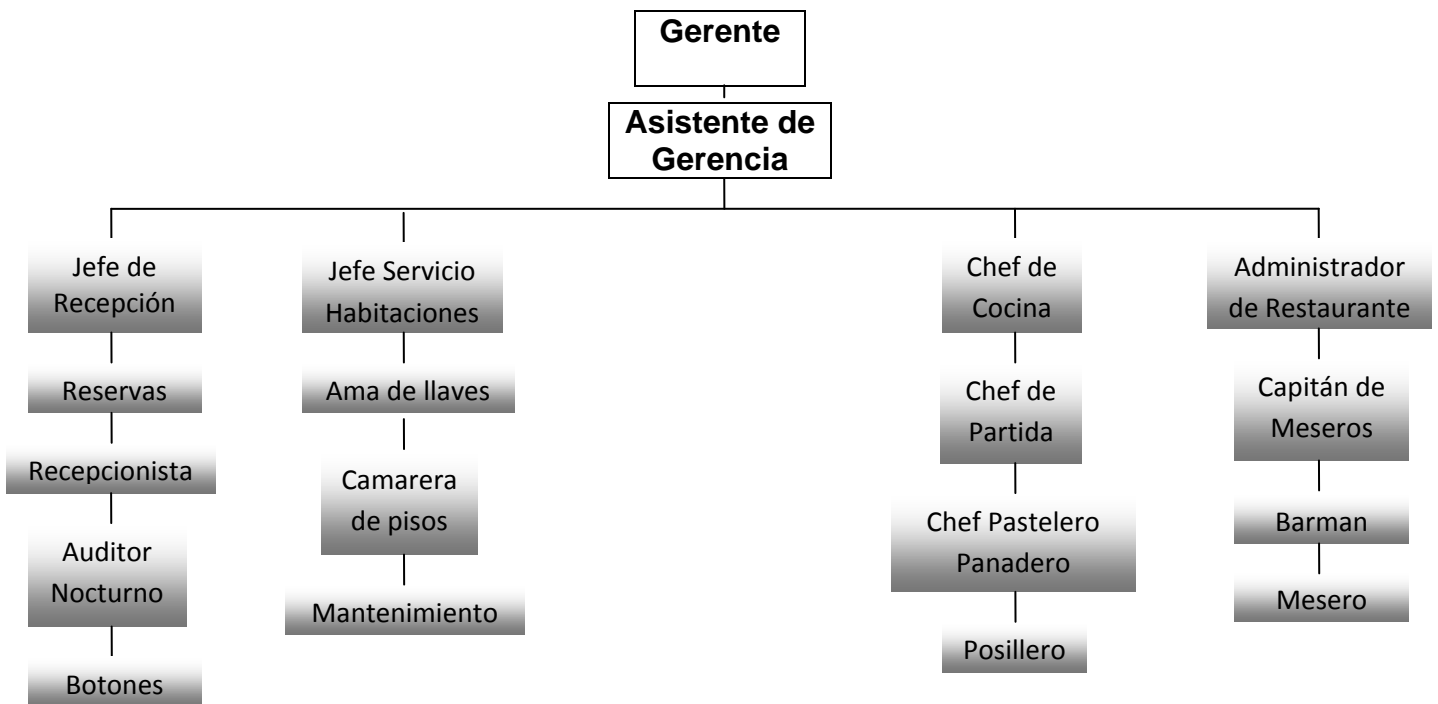 Gerente
Asistente de
Gerencia
Jefe de
Recepción
Reservas
Recepcionista
Auditor
Nocturno
Botones
Jefe Servicio
Habitaciones
Ama de llaves
Camarera
de pisos
Mantenimiento
Chef de
Cocina
Chef de
Partida
Chef Pastelero
Panadero
Posillero
Administrador
de Restaurante
Capitán de
Meseros
Barman
Mesero